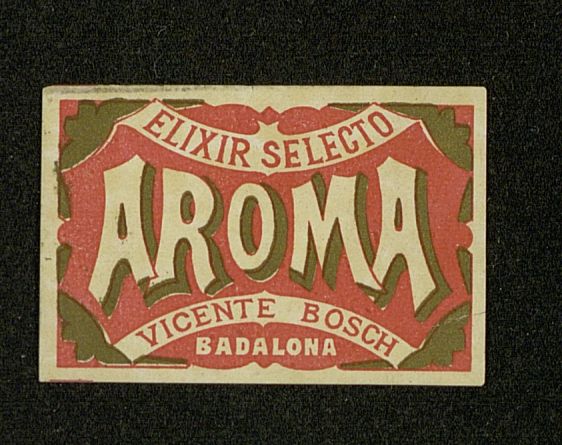 ELIXIR SELECTO
AROMA
VICENTE BOSCH
BADALONA